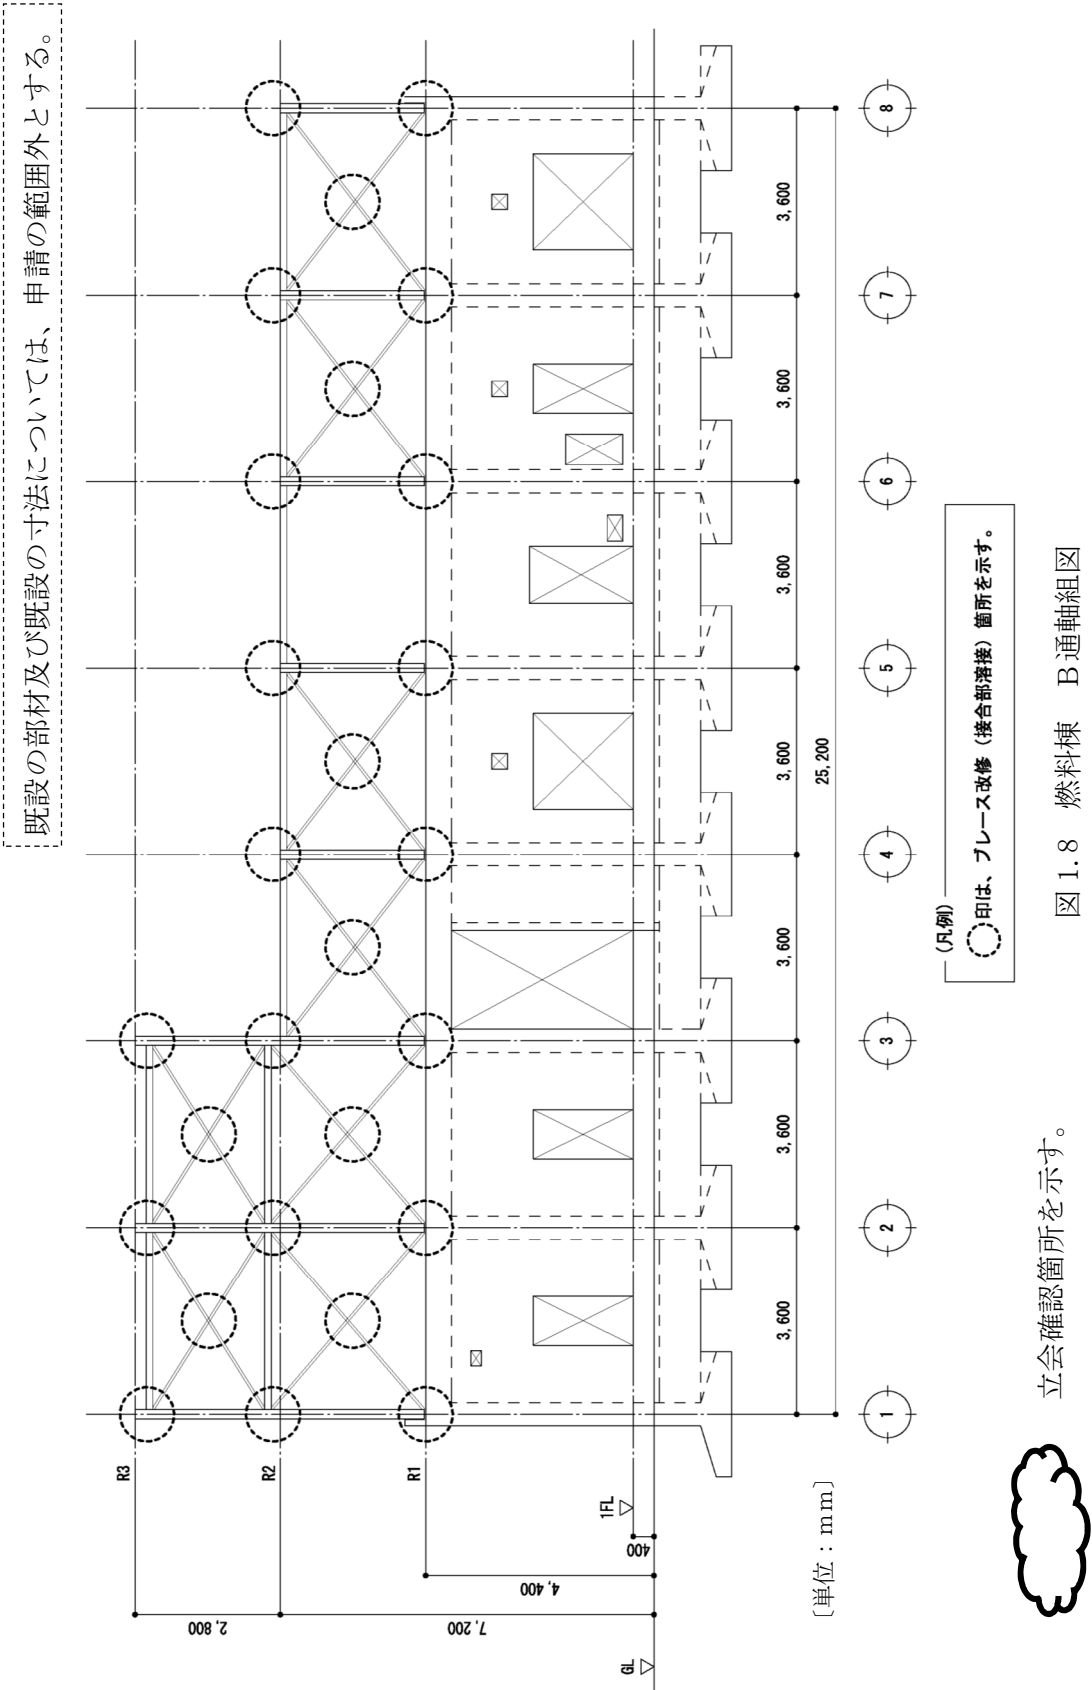 既設の部材及び既設の寸法については、申請の範囲外とする。
R3
R2
R1
1FL
GL
2,800
7,200
4,400
400
3,600
3,600
3,600
3,600
3,600
3,600
3,600
25,200
1
2
3
4
5
6
7
8
〔単位：mm〕
(凡例)
印は、ブレース改修（接合部溶接）箇所を示す。
立会確認箇所を示す。
図1.8 燃料棟 B通軸組図